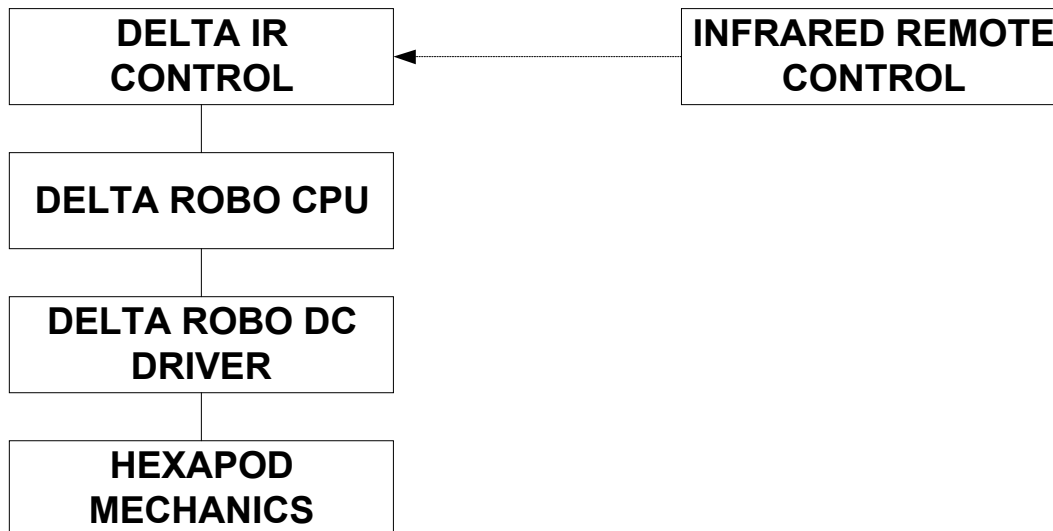 DELTA IR
CONTROL
INFRARED REMOTE
CONTROL
DELTA ROBO CPU
DELTA ROBO DC
DRIVER
HEXAPOD
MECHANICS